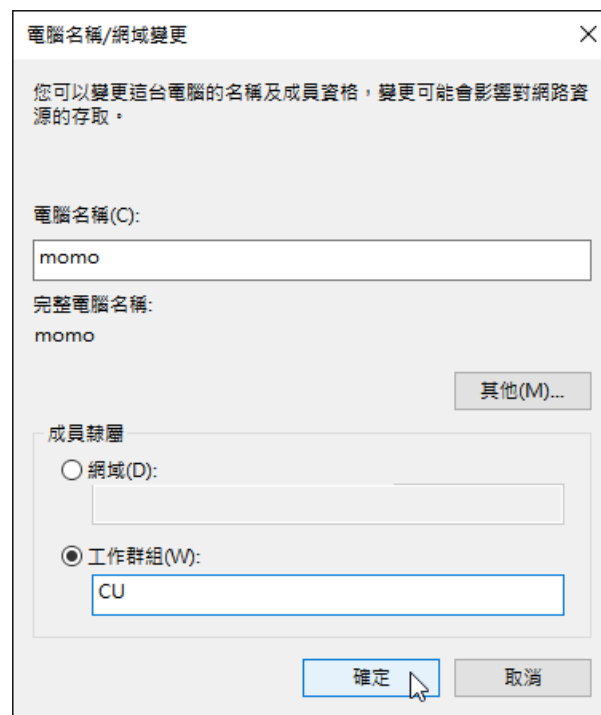 電腦名稱/網域變更
您可以變更這台電腦的名稱及成員資格，變更可能會影響對網路資
源的存取。
電腦名稱(C):
momo
完整電腦名稱:
momo
其他(M)...
成員隸屬
網域(D):
工作群組(W):
CU
確定
取消